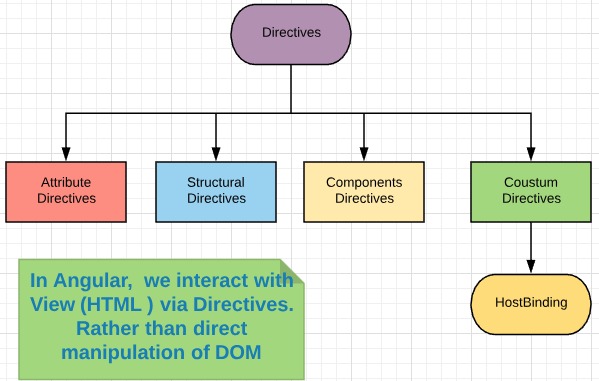 Directives
Attribute
Directives
Structural
Directives
Components
Directives
Coustum
Directives
HostBinding
In Angular,  we interact with
View (HTML ) via Directives.
Rather than direct
manipulation of DOM